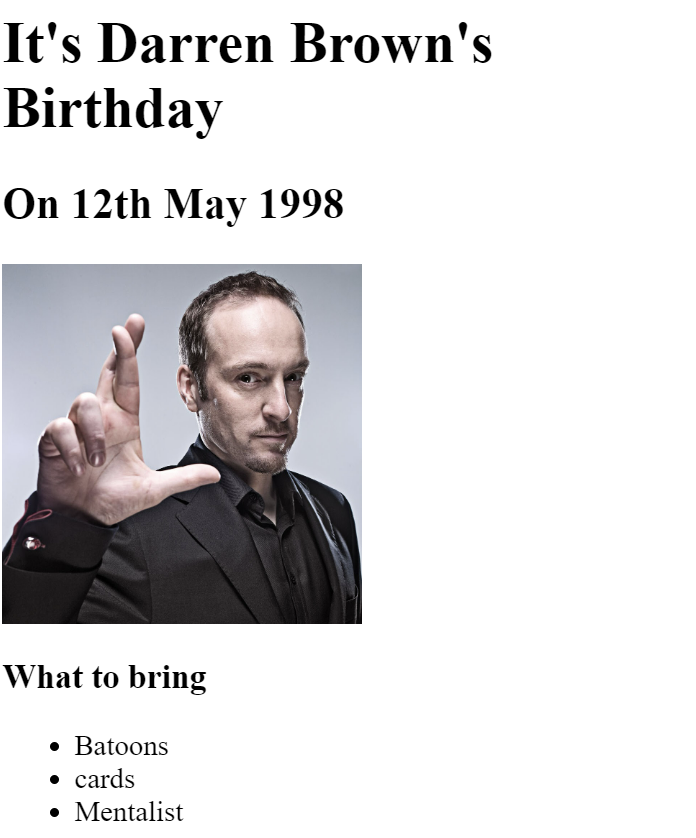 It's Darren Brown's
Birthday
On 12th May 1998
What to bring
Batoons
cards
Mentalist